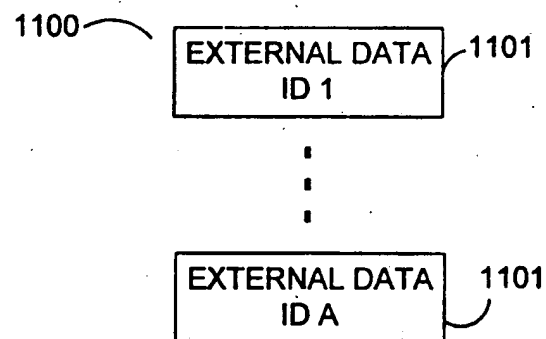 1100
EXTERNAL DATA
ID 1
1101
EXTERNAL DATA
ID A
1101